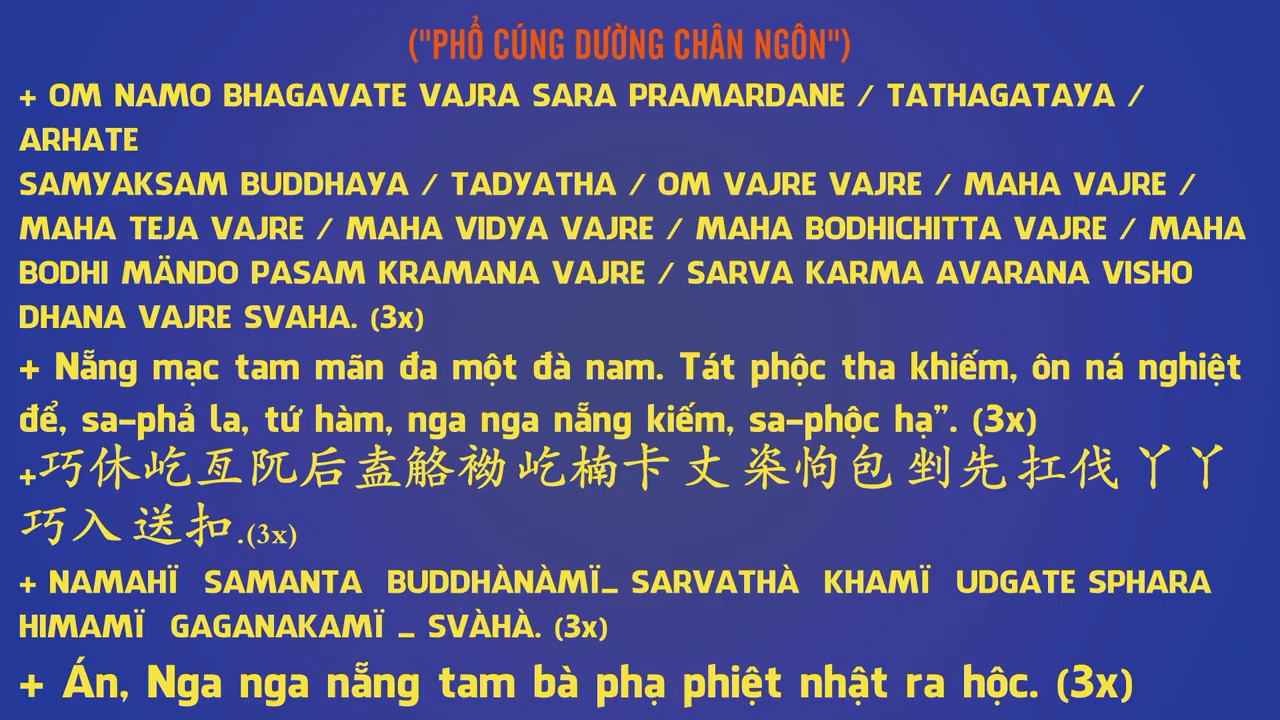 ("PHỔ CÚNG DƯỜNG CHÂN NGÔN")
+ OM NAMO BHAGAVATE VAJRA SARA PRAMARDANE / TATHAGATAYA /
ARHATE
SAMYAKSAM BUDDHAYA / TADYATHA / OM VAJRE VAJRE / MAHA VAJRE /
MAHA TEJA VAJRE / MAHA VIDYA VAJRE / MAHA BODHICHITTA VAJRE / MAHA
BODHI MÄNDO PASAM KRAMANA VAJRE / SARVA KARMA AVARANA VISHO
DHANA VAJRE SVAHA. (3x)
+ Nẵng mạc tam mãn đa một đà nam. Tát phộc tha khiếm, ôn ná nghiệt
để, sa-phả la, tứ hàm, nga nga nẵng kiếm, sa-phộc hạ”. (3x)
+巧休屹亙阢后盍觡袎屹楠卡丈姿怐包剉先扛伐丫丫
巧入送扣.(3x)
+ NAMAHÏ SAMANTA BUDDHÀNÀMÏ_ SARVATHÀ KHAMÏ UDGATE SPHARA
HIMAMÏ GAGANAKAMÏ _ SVÀHÀ. (3x)
+ Án, Nga nga nẵng tam bà phạ phiệt nhật ra hộc. (3x)